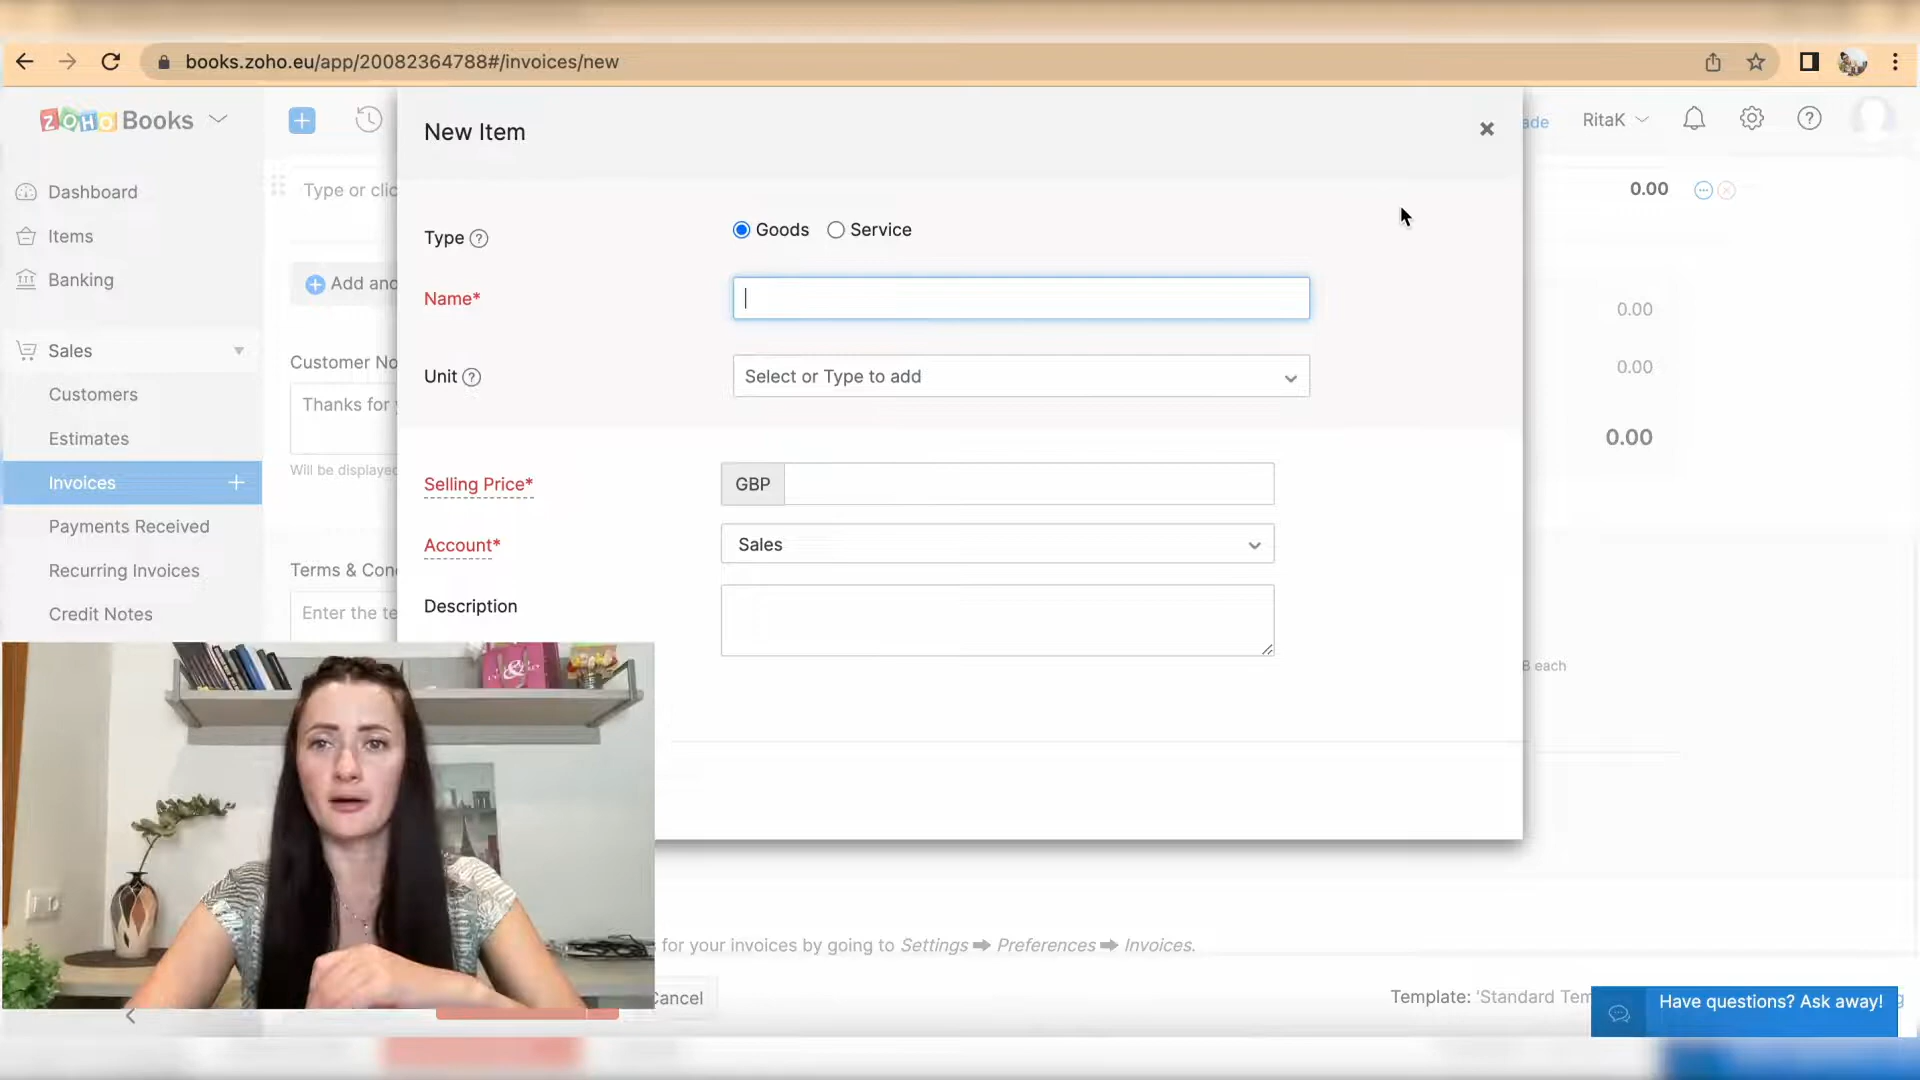 books.zoho.eu/app/20082364788#/invoices/new
ZOHO Books
New Item
ade
RitaK
Dashboard
Items
Banking
Sales
Customers
Estimates
Invoices
Payments Received
Recurring Invoices
Credit Notes
Type or clic
0.00
Add ano
Customer No
Thanks for
Will be displayed
Terms & Con
Enter the te
Type
Goods
Service
Name*
Unit
Select or Type to add
Selling Price*
GBP
Account*
Sales
Description
0.00
0.00
0.00
B each
for your invoices by going to Settings ➡ Preferences ➡ Invoices.
Cancel
Template: 'Standard Tem
Have questions? Ask away!